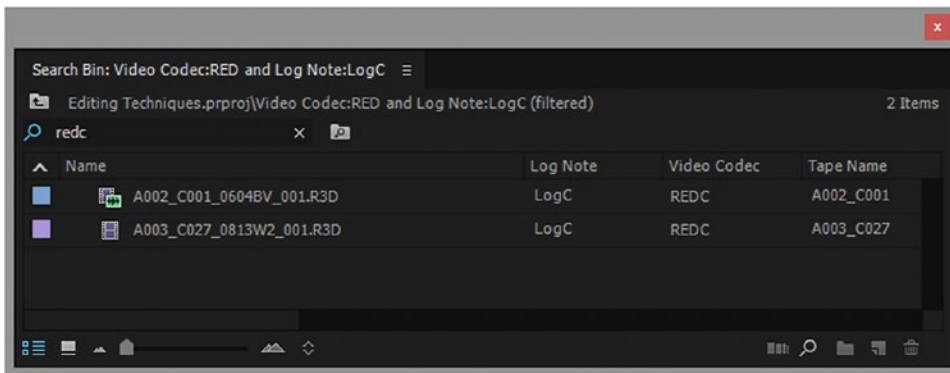 x
Search Bin: Video Codec:RED and Log Note:LogC
Editing Techniques.prproj\Video Codec:RED and Log Note:LogC (filtered) 2 Items
redc
Name Log Note Video Codec Tape Name
A002_C001_0604BV_001.R3D LogC REDC A002_C001
A003_C027_0813W2_001.R3D LogC REDC A003_C027